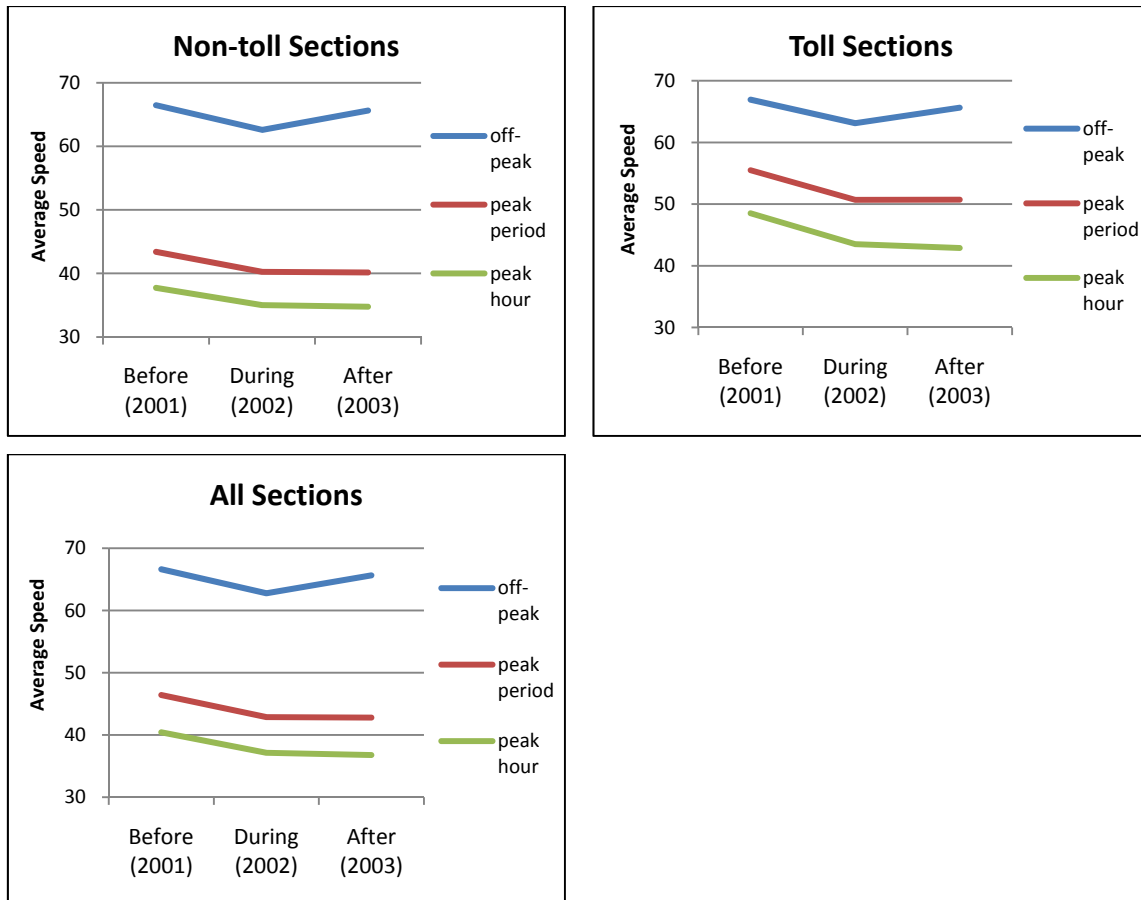 Non-toll Sections
70
60
50
40
30
Average Speed
Before
(2001)
During
(2002)
After
(2003)
off-
peak
peak
period
peak
hour
Toll Sections
70
60
50
40
30
Average Speed
Before
(2001)
During
(2002)
After
(2003)
off-
peak
peak
period
peak
hour
All Sections
70
60
50
40
30
Average Speed
Before
(2001)
During
(2002)
After
(2003)
off-
peak
peak
period
peak
hour